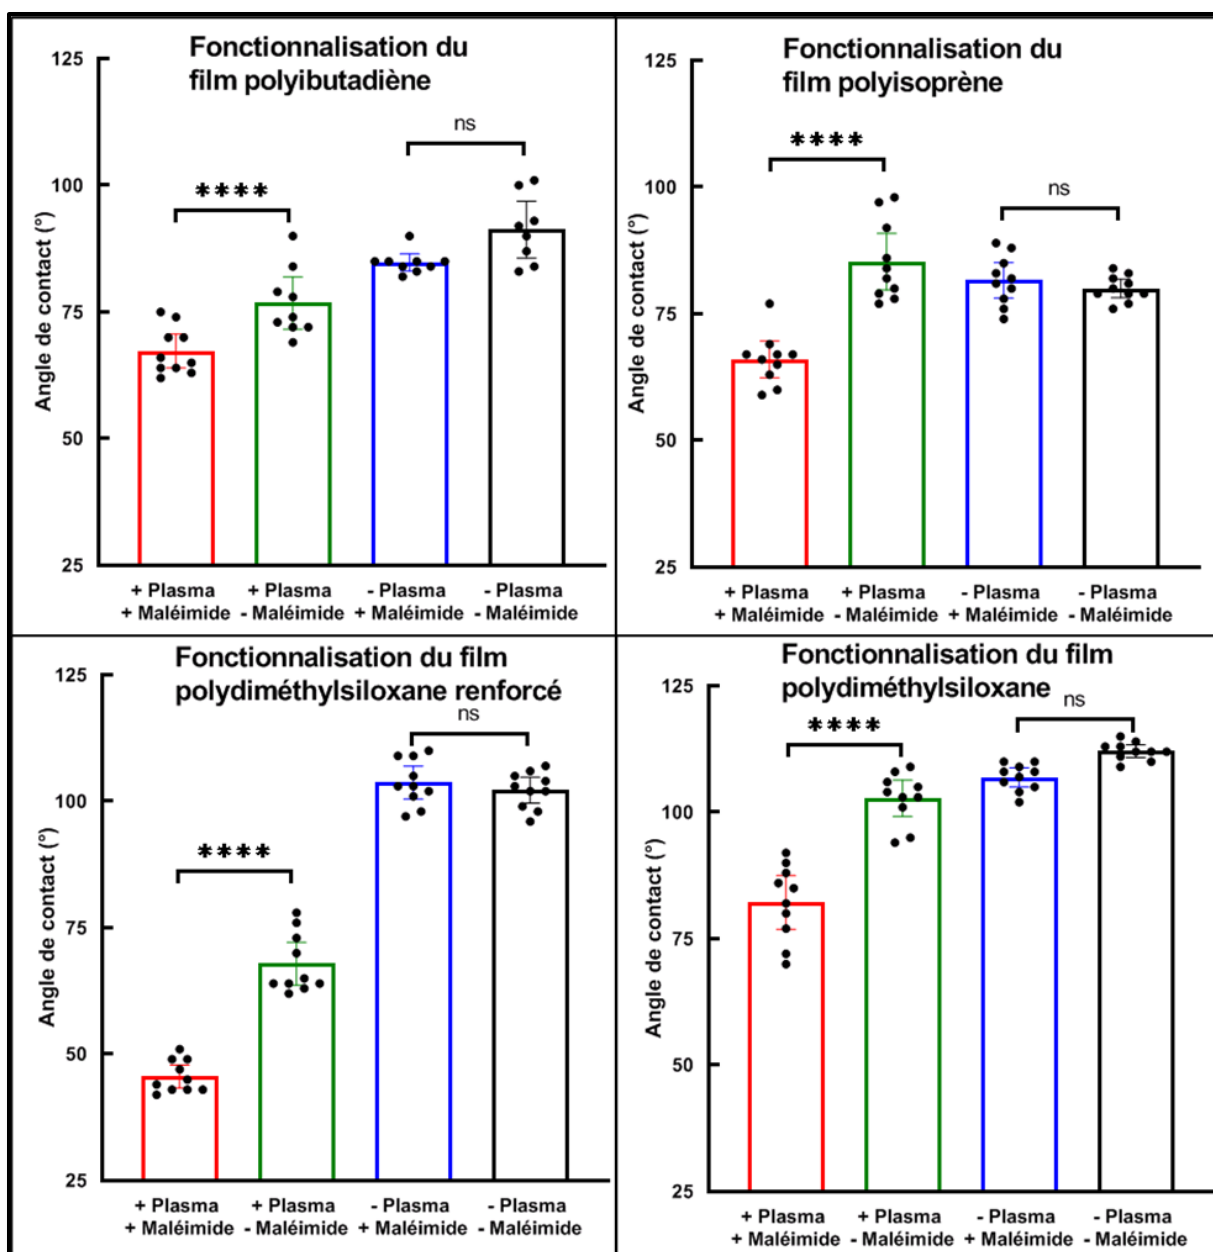 Fonctionnalisation du
film polyibutadiène
125
100
75
50
25
Angle de contact (°)
****
ns
+ Plasma
+ Maléimide
+ Plasma
- Maléimide
- Plasma
+ Maléimide
- Plasma
- Maléimide
Fonctionnalisation du
film polyisoprène
125
100
75
50
25
Angle de contact (°)
****
ns
+ Plasma
+ Maléimide
+ Plasma
- Maléimide
- Plasma
+ Maléimide
- Plasma
- Maléimide
Fonctionnalisation du film
polydiméthylsiloxane renforcé
125
100
75
50
25
Angle de contact (°)
****
ns
+ Plasma
+ Maléimide
+ Plasma
- Maléimide
- Plasma
+ Maléimide
- Plasma
- Maléimide
Fonctionnalisation du film
polydiméthylsiloxane
125
100
75
50
25
Angle de contact (°)
****
ns
+ Plasma
+ Maléimide
+ Plasma
- Maléimide
- Plasma
+ Maléimide
- Plasma
- Maléimide